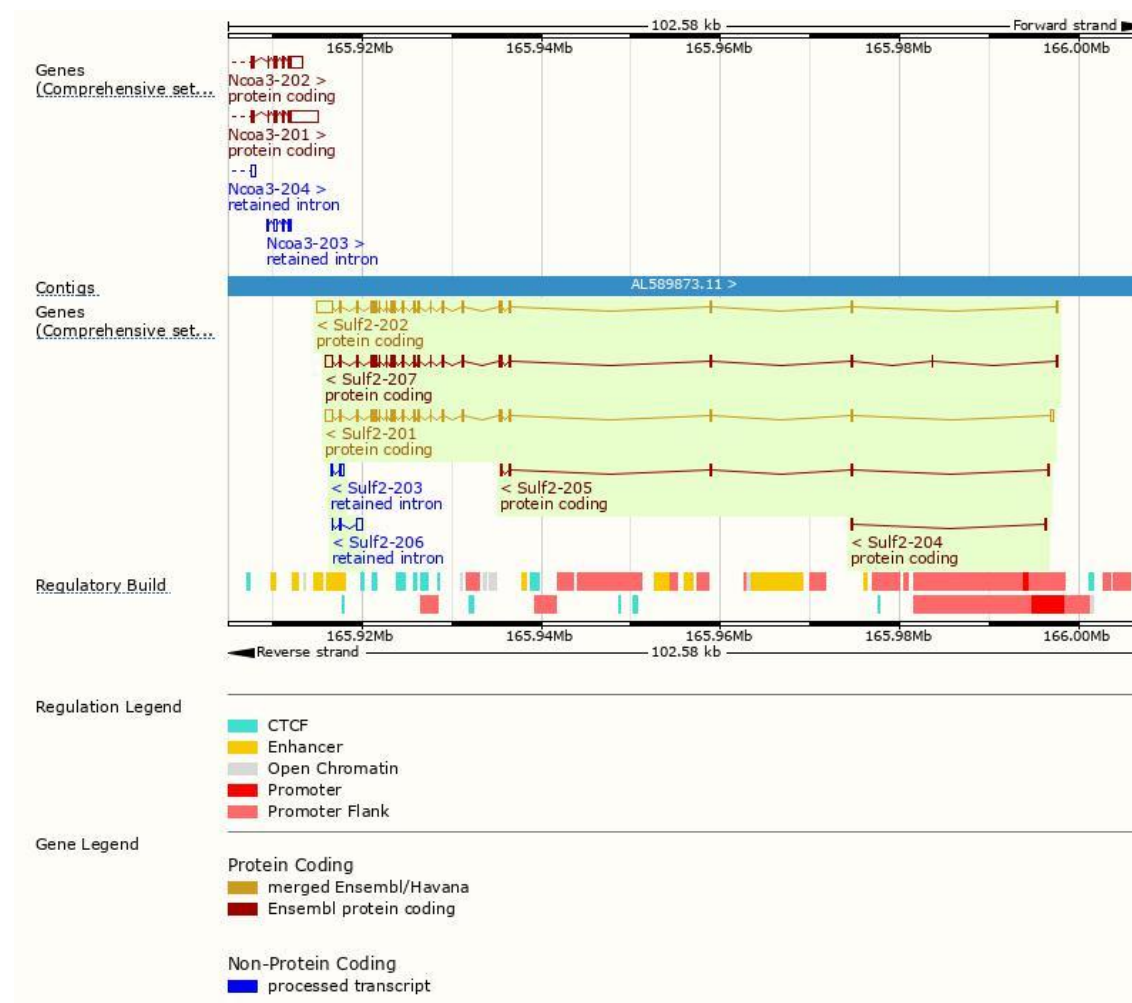 102.58 kb
Forward strand
165.92Mb 165.94Mb 165.96Mb 165.98Mb 166.00Mb
Genes
(Comprehensive set...
Ncoa3-202 >
protein coding
Ncoa3-201 >
protein coding
Ncoa3-204 >
retained intron
Ncoa3-203 >
retained intron
Contigs
AL589873.11 >
Genes
(Comprehensive set...
< Sulf2-202
protein coding
< Sulf2-207
protein coding
< Sulf2-201
protein coding
< Sulf2-203
retained intron
< Sulf2-205
protein coding
< Sulf2-206
retained intron
< Sulf2-204
protein coding
Regulatory Build
165.92Mb 165.94Mb 165.96Mb 165.98Mb 166.00Mb
Reverse strand
102.58 kb
Regulation Legend
CTCF
Enhancer
Open Chromatin
Promoter
Promoter Flank
Gene Legend
Protein Coding
merged Ensembl/Havana
Ensembl protein coding
Non-Protein Coding
processed transcript